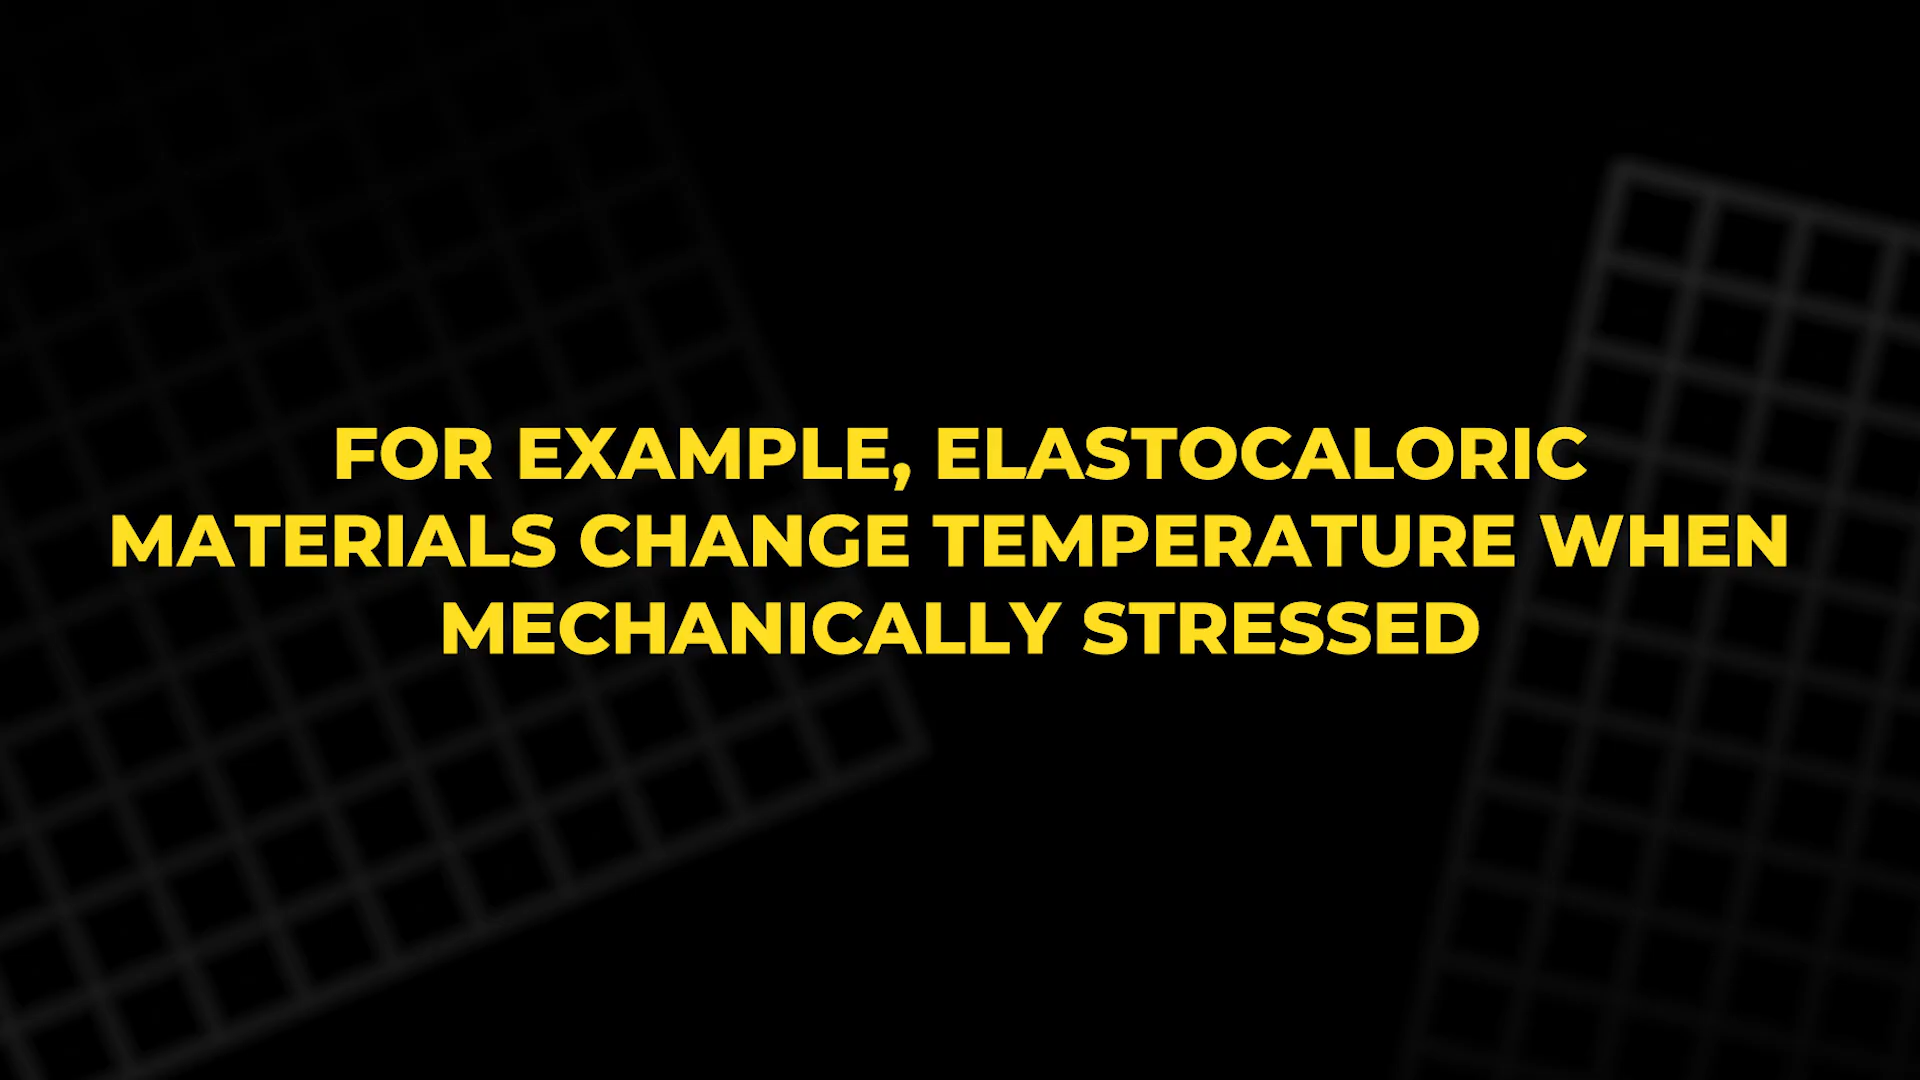 FOR EXAMPLE, ELASTOCALORIC
MATERIALS CHANGE TEMPERATURE WHEN
MECHANICALLY STRESSED